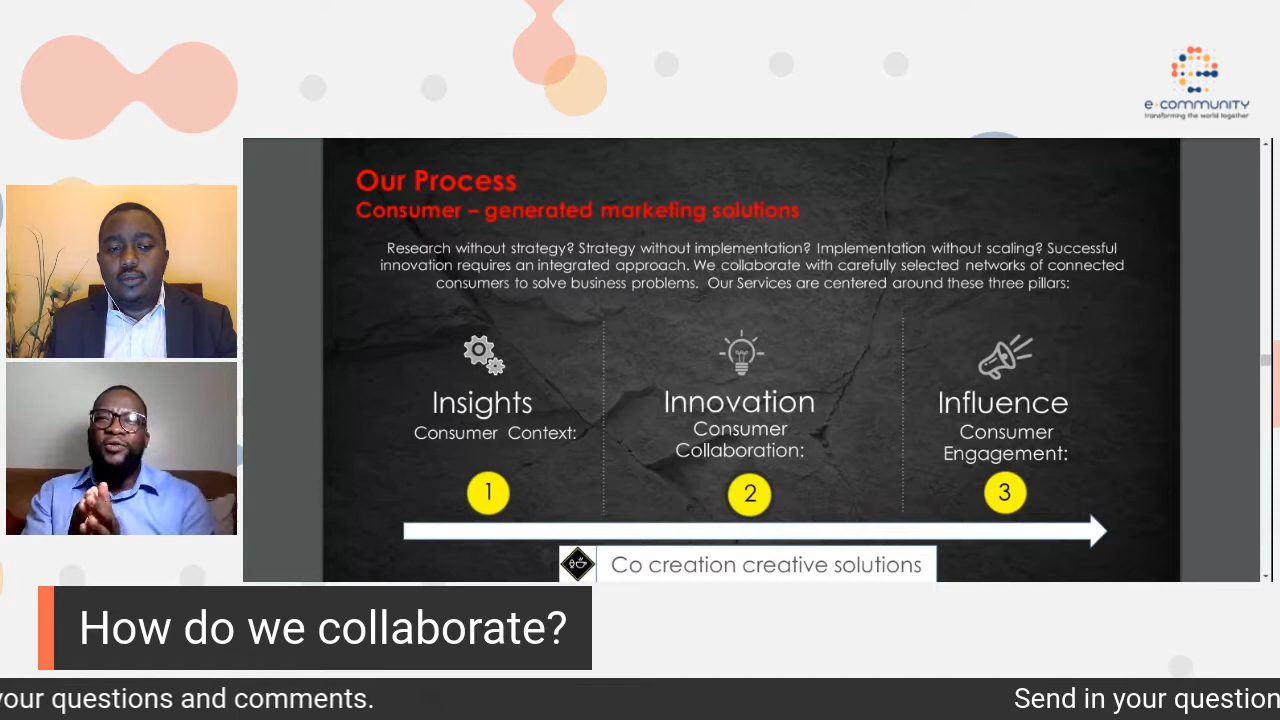 e-community
transforming the world together
Our Process
Consumer – generated marketing solutions
Research without strategy? Strategy without implementation? Implementation without scaling? Successful
innovation requires an integrated approach. We collaborate with carefully selected networks of connected
consumers to solve business problems. Our Services are centered around these three pillars:
Insights
Consumer Context:
1
Innovation
Consumer
Collaboration:
2
Influence
Consumer
Engagement:
3
Co creation creative solutions
How do we collaborate?
your questions and comments.
Send in your question